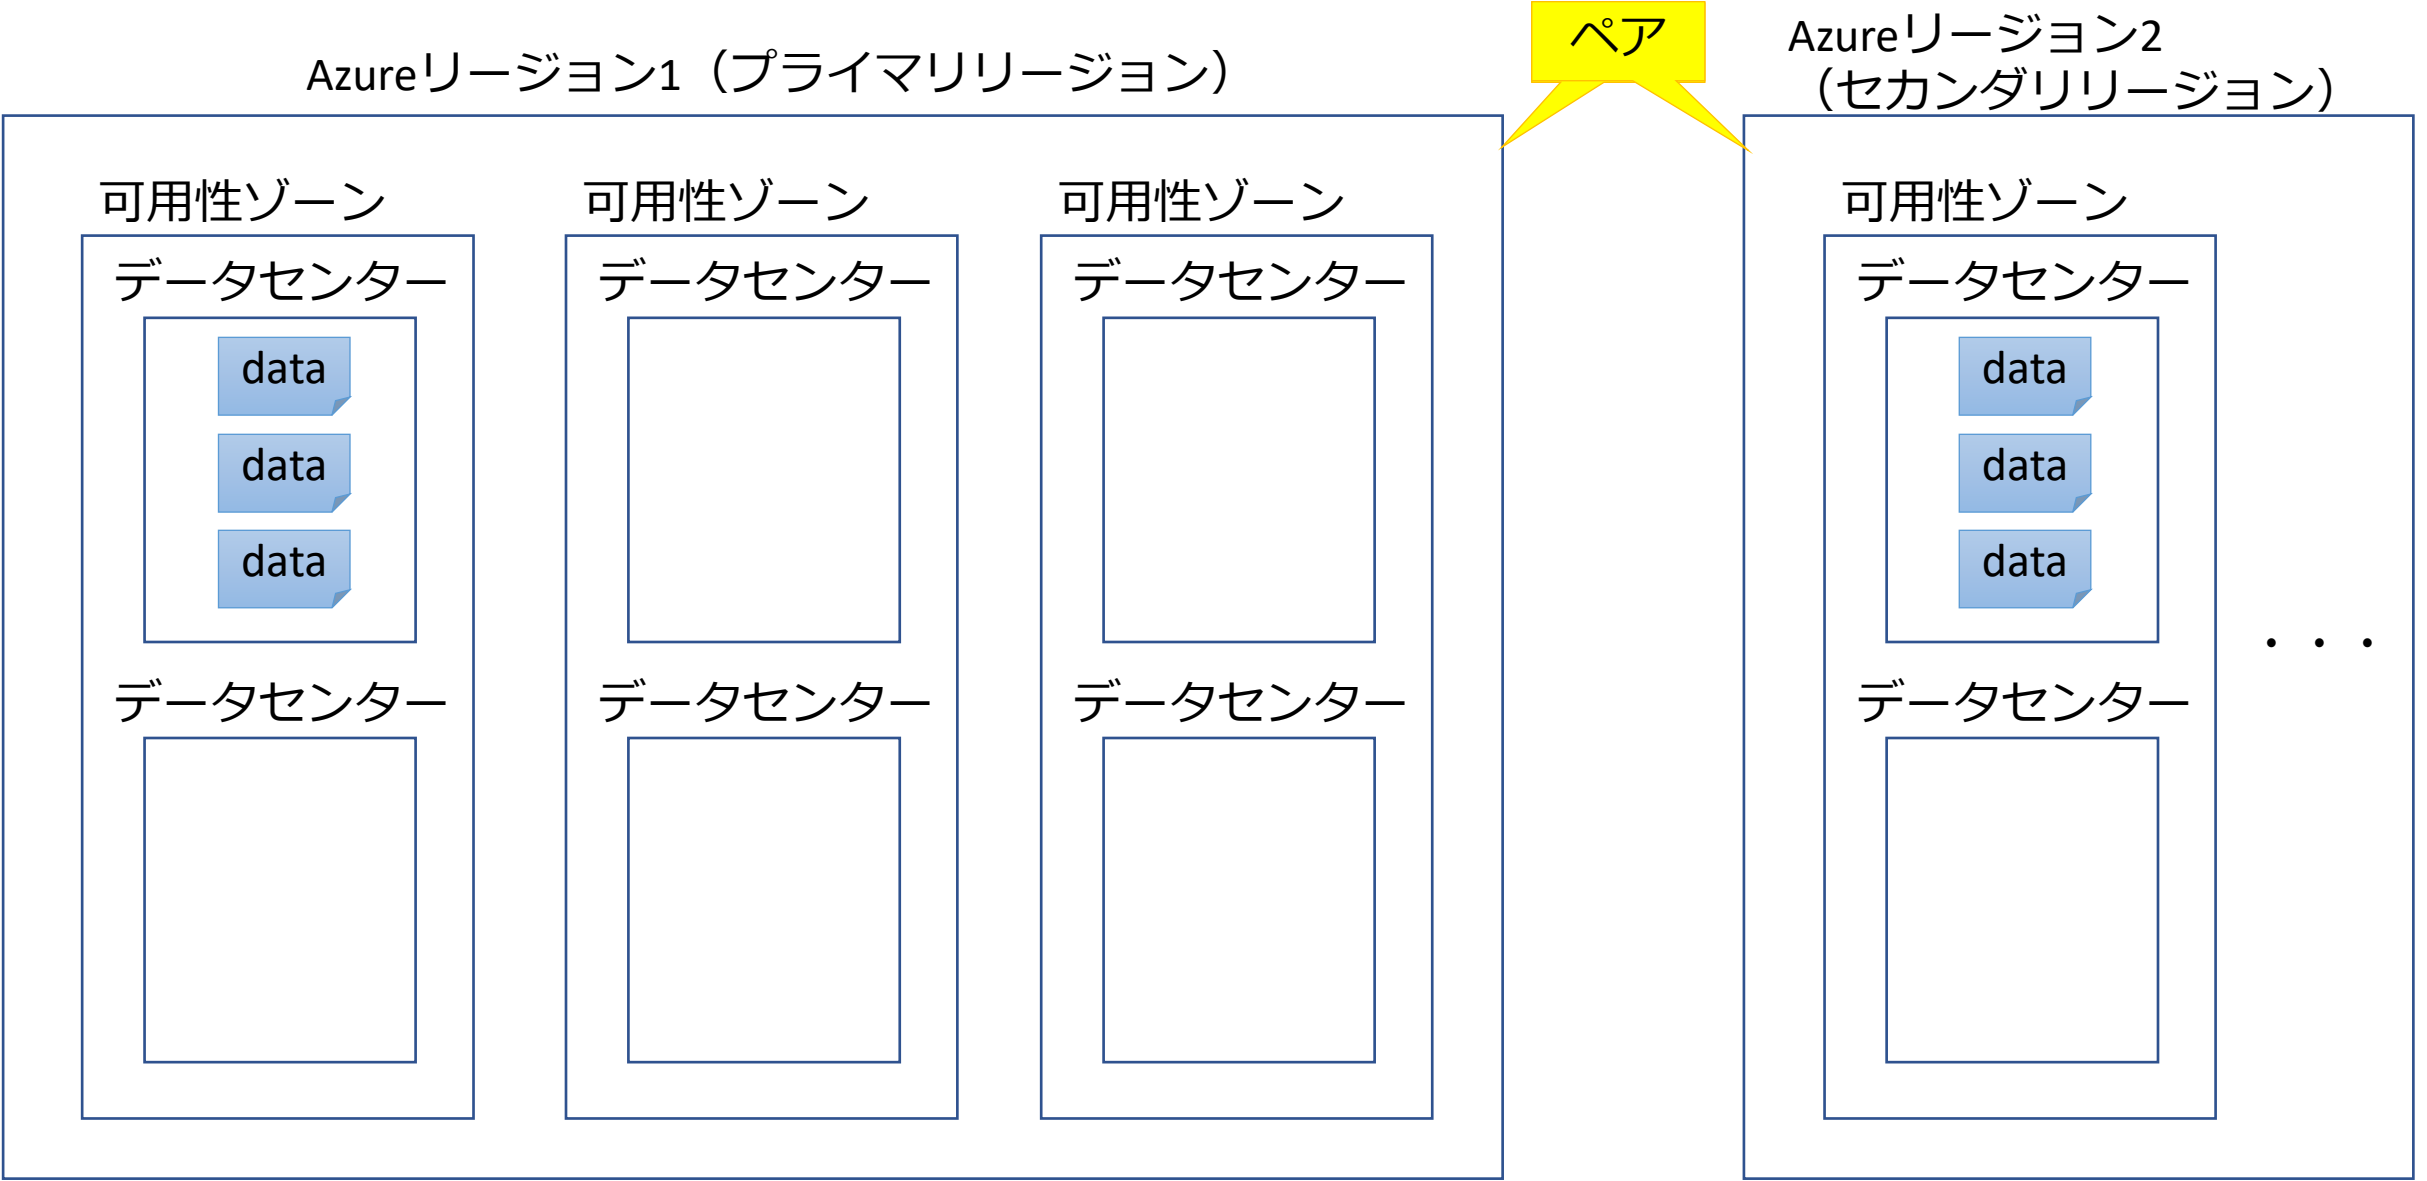 ペア
Azureリージョン1（プライマリリージョン）
Azureリージョン2
（セカンダリリージョン）
可用性ゾーン
可用性ゾーン
可用性ゾーン
可用性ゾーン
データセンター
データセンター
データセンター
データセンター
data
data
data
data
data
data
・・・
データセンター
データセンター
データセンター
データセンター